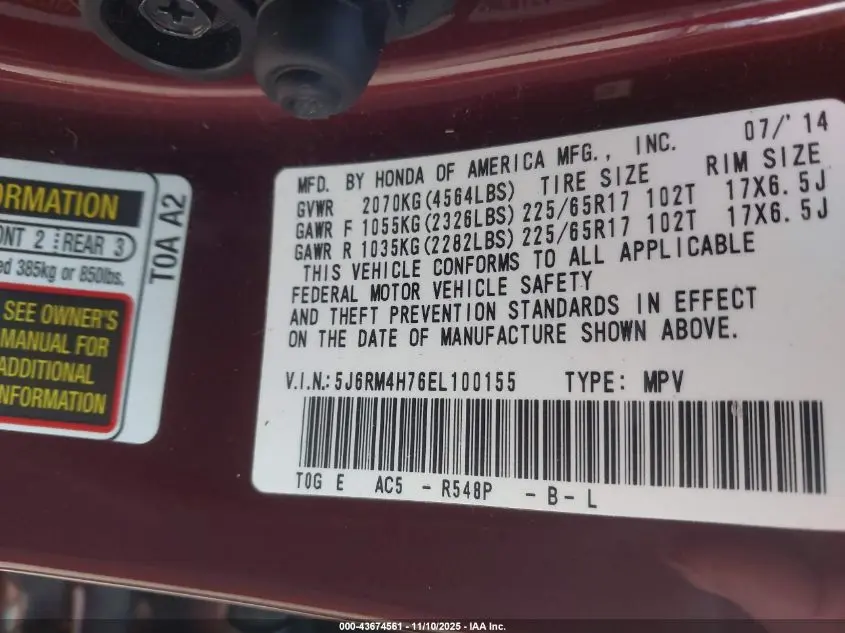 ORMATION
ONT 2 REAR 3
ed 385kg or 850lbs.
SEE OWNER'S
MANUAL FOR
ADDITIONAL
NFORMATION
T0A A2
MFD. BY HONDA OF AMERICA MFG., INC. 07/'14
GVWR 2070KG(4564LBS) TIRE SIZE RIM SIZE
GAWR F 1055KG(2326LBS) 225/65R17 102T 17X6.5J
GAWR R 1035KG(2282LBS) 225/65R17 102T 17X6.5J
THIS VEHICLE CONFORMS TO ALL APPLICABLE
FEDERAL MOTOR VEHICLE SAFETY
AND THEFT PREVENTION STANDARDS IN EFFECT
ON THE DATE OF MANUFACTURE SHOWN ABOVE.
V.I.N.: 5J6RM4H76EL100155 TYPE: MPV
T0G E AC5 - R548P - B - L
000-43674561 - 11/10/2025 - IAA Inc.